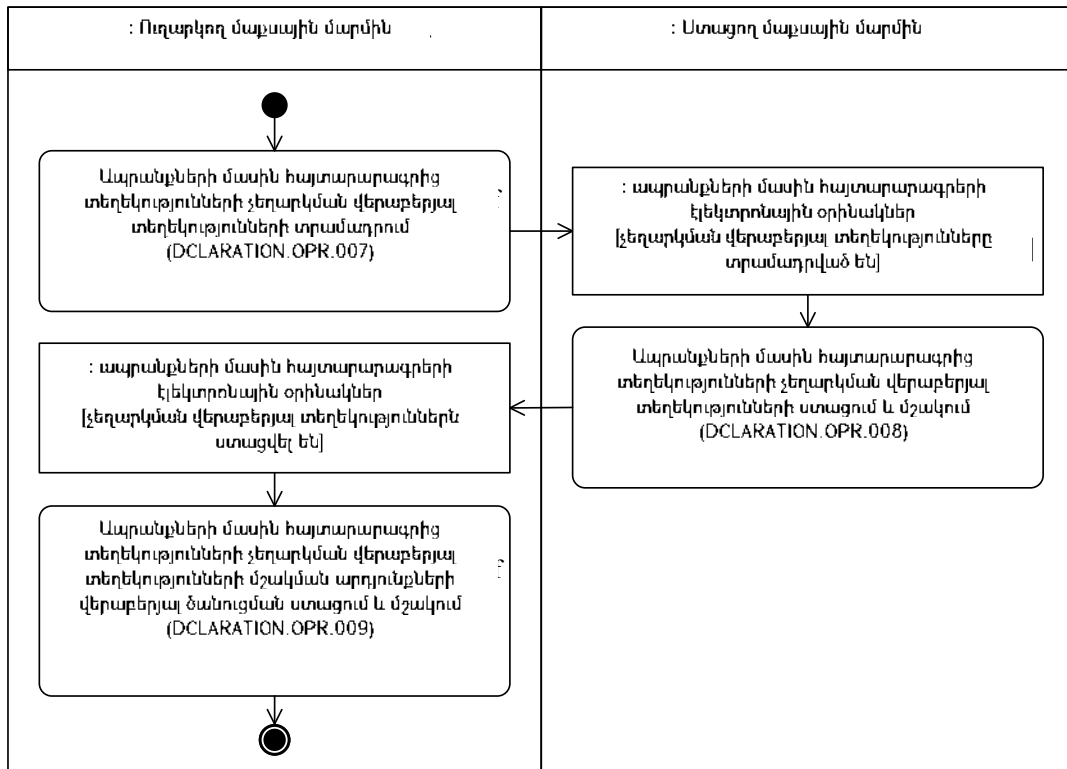 : Ուղարկող մաքսային մարմին
: Ստացող մաքսային մարմին
Ապրանքների մասին հայտարարագրից
տեղեկությունների չեղարկման վերաբերյալ
տեղեկությունների տրամադրում
(DCLARATION.OPR.007)
: ապրանքների մասին հայտարարագրերի
էլեկտրոնային օրինակներ
[չեղարկման վերաբերյալ տեղեկությունները
տրամադրված են]
: ապրանքների մասին հայտարարագրերի
էլեկտրոնային օրինակներ
[չեղարկման վերաբերյալ տեղեկություններն
ստացվել են]
Ապրանքների մասին հայտարարագրից
տեղեկությունների չեղարկման վերաբերյալ
տեղեկությունների ստացում և մշակում
(DCLARATION.OPR.008)
Ապրանքների մասին հայտարարագրից
տեղեկությունների չեղարկման վերաբերյալ
տեղեկությունների մշակման արդյունքների
վերաբերյալ ծանուցման ստացում և մշակում
(DCLARATION.OPR.009)